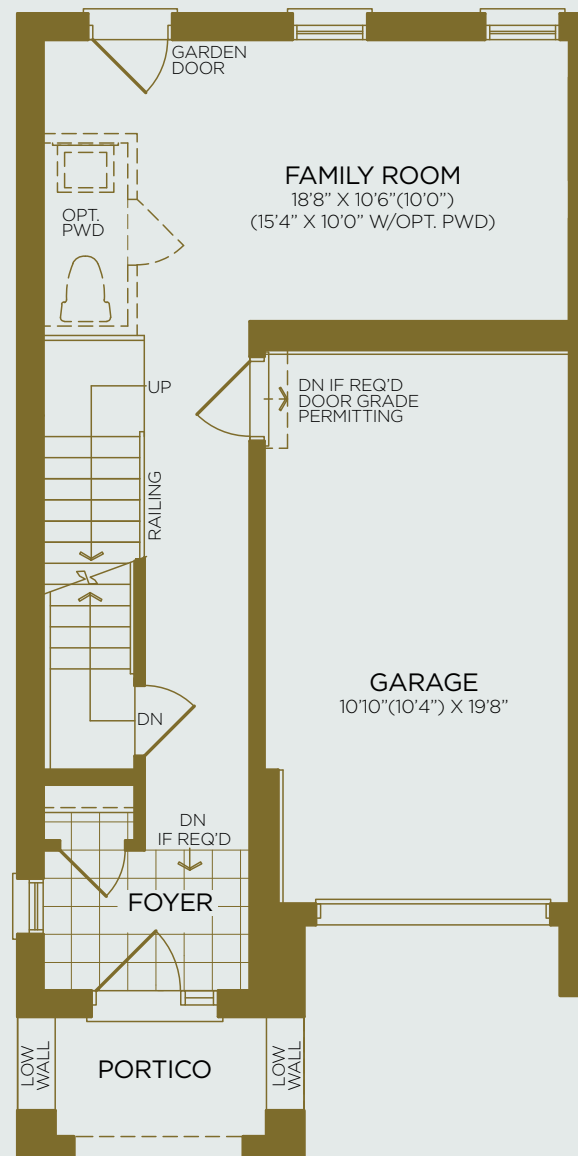 GARDEN
DOOR
FAMILY ROOM
18'8" X 10'6"(10'0")
(15'4" X 10'0" W/OPT. PWD)
OPT.
PWD
UP
DN IF REQ'D
DOOR GRADE
PERMITTING
RAILING
GARAGE
10'10"(10'4") X 19'8"
DN
DN
IF REQ'D
FOYER
LOW
WALL
PORTICO
LOW
WALL